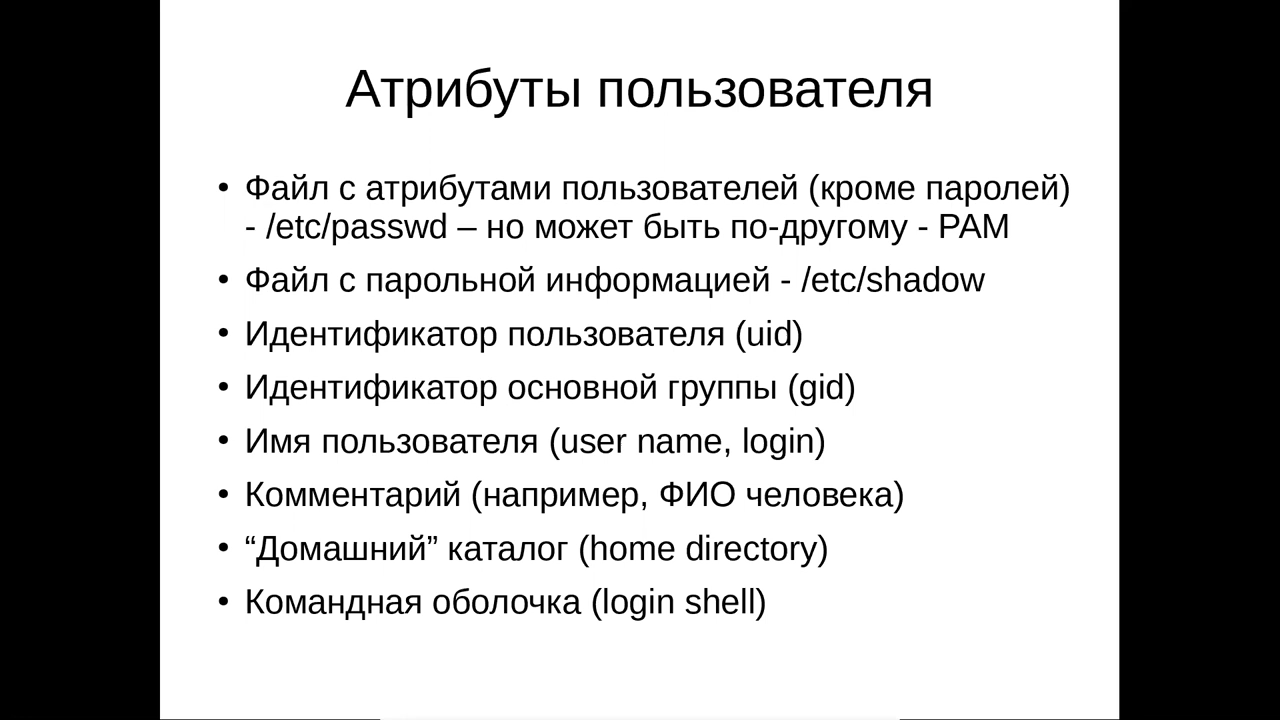 Атрибуты пользователя
• Файл с атрибутами пользователей (кроме паролей)
- /etc/passwd – но может быть по-другому - PAM
• Файл с парольной информацией - /etc/shadow
• Идентификатор пользователя (uid)
• Идентификатор основной группы (gid)
• Имя пользователя (user name, login)
• Комментарий (например, ФИО человека)
• “Домашний” каталог (home directory)
• Командная оболочка (login shell)